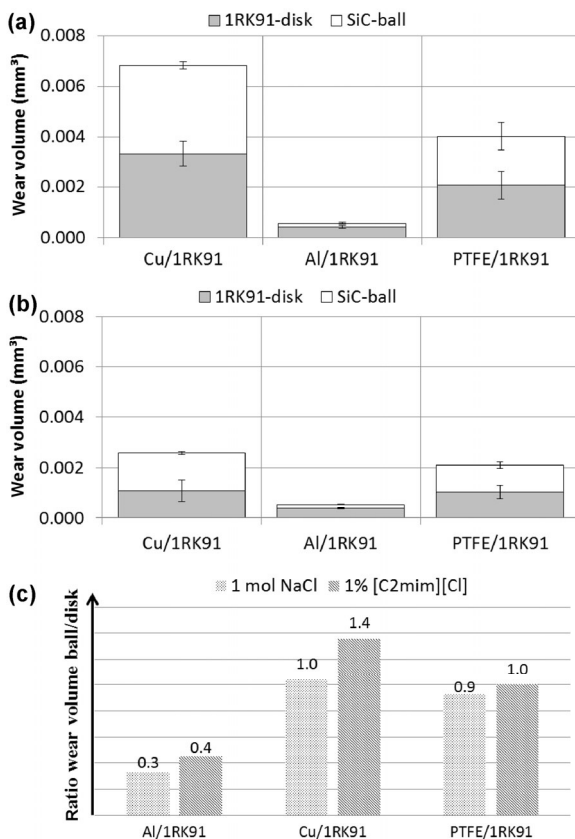 (a)
1RK91-disk SiC-ball
Wear volume (mm³)
0.008
0.006
0.004
0.002
0.000
Cu/1RK91 Al/1RK91 PTFE/1RK91
(b)
1RK91-disk SiC-ball
Wear volume (mm³)
0.008
0.006
0.004
0.002
0.000
Cu/1RK91 Al/1RK91 PTFE/1RK91
(c)
1 mol NaCl 1% [C2mim][Cl]
Ratio wear volume ball/disk
0.3 0.4 1.0 1.4 0.9 1.0
Al/1RK91 Cu/1RK91 PTFE/1RK91